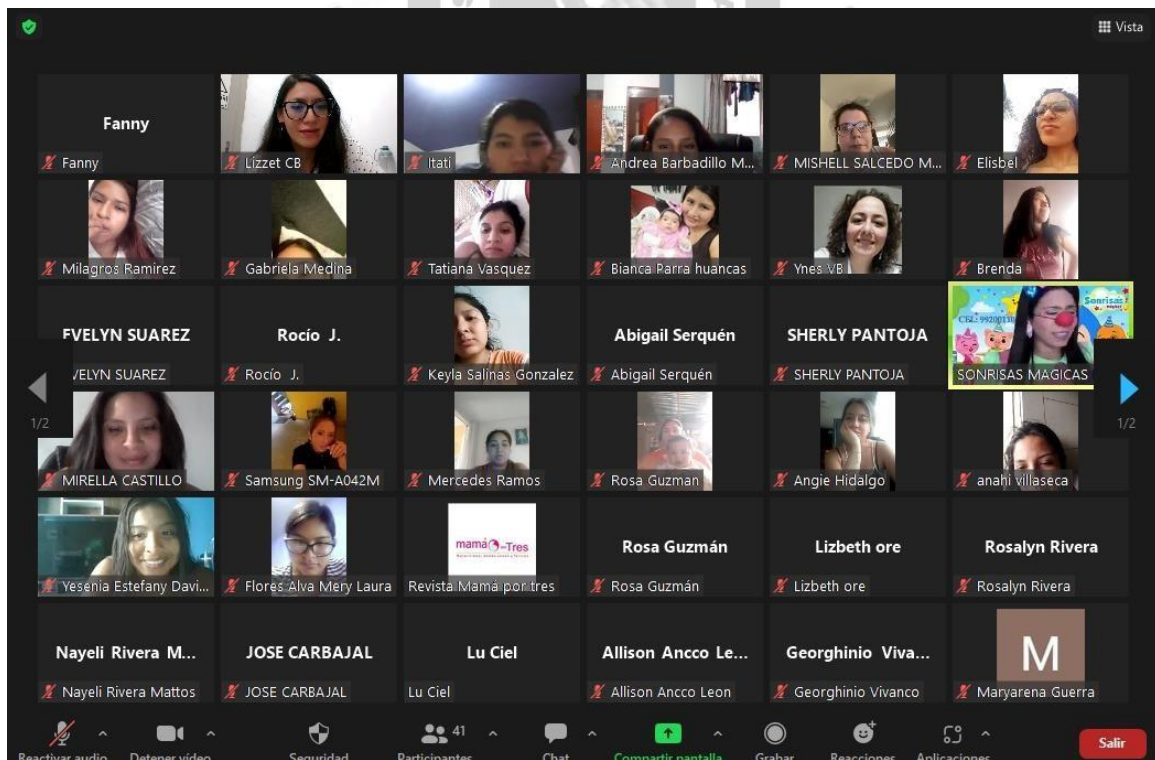 Vista
Fanny
Fanny
Lizzet CB
Itati
Andrea Barbadillo M...
MISHELL SALCEDO M...
Elisbel
Milagros Ramirez
Gabriela Medina
Tatiana Vasquez
Bianca Parra huancas
Ynes VB
Brenda
EVELYN SUAREZ
VELYN SUAREZ
Rocío J.
Rocío J.
Keyla Salinas Gonzalez
Abigail Serquén
Abigail Serquén
SHERLY PANTOJA
SHERLY PANTOJA
Sonrisas
SONRISAS MAGICAS
1/2
1/2
MIRELLA CASTILLO
Samsung SM-A042M
Mercedes Ramos
Rosa Guzman
Angie Hidalgo
anahi villaseca
Yesenia Estefany Davi...
Flores Alva Mery Laura
mamá -Tres
Revista Mamá por tres
Rosa Guzmán
Rosa Guzmán
Lizbeth ore
Lizbeth ore
Rosalyn Rivera
Rosalyn Rivera
Nayeli Rivera M...
Nayeli Rivera Mattos
JOSE CARBAJAL
JOSE CARBAJAL
Lu Ciel
Lu Ciel
Allison Ancco Le...
Allison Ancco Leon
Georghinio Viva...
Georghinio Vivanco
M
Maryarena Guerra
Reactivar audio
Detener video
Seguridad
41
Participantes
Chat
Compartir pantalla
Grabar
Reacciones
Aplicaciones
Salir